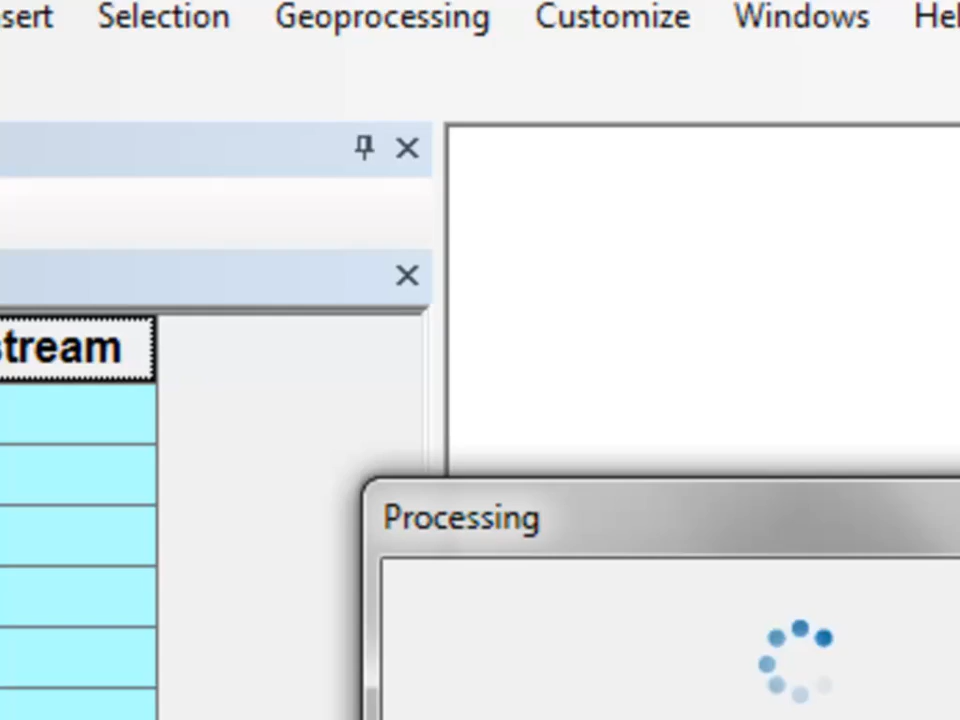 sert Selection Geoprocessing Customize Windows Hel
stream
Processing